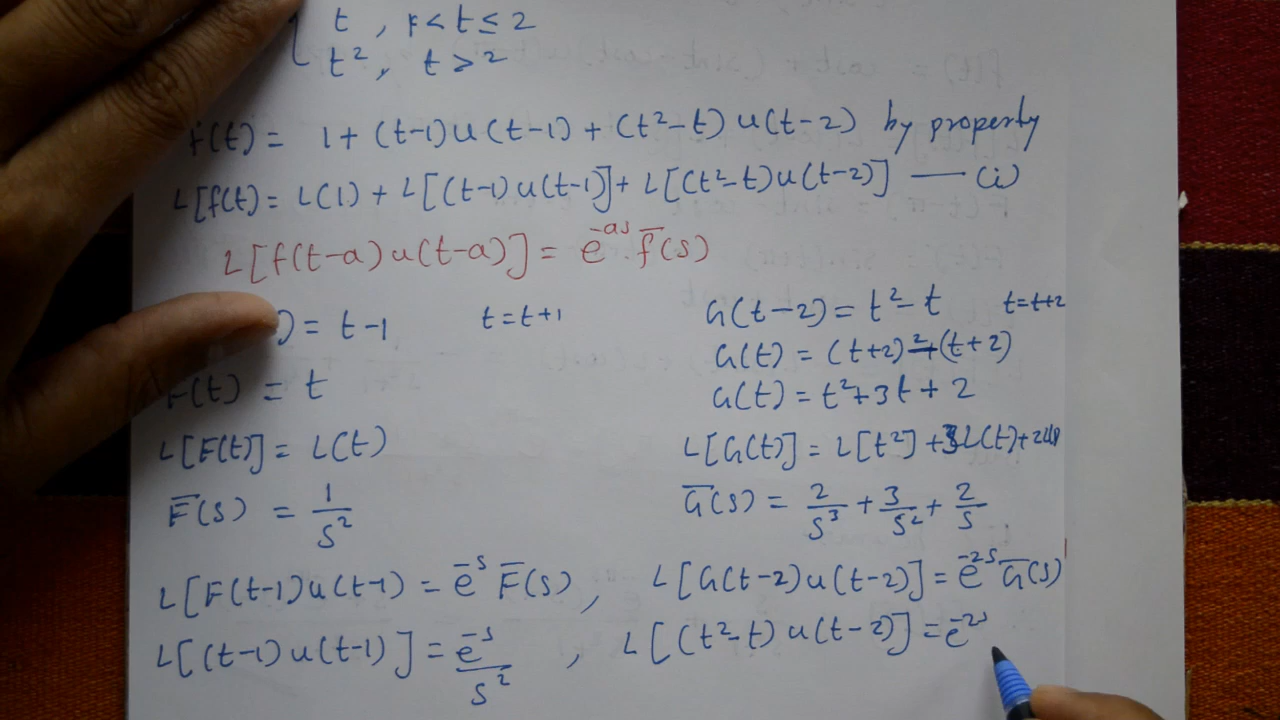 t , 1 < t ≤ 2
t², t > 2
f(t) = 1 + (t-1)u(t-1) + (t²-t) u(t-2) by property
L[f(t) = L(1) + L[(t-1)u(t-1)] + L[(t²-t)u(t-2)] — (i)
L[f(t-a)u(t-a)] = e^-as . f̅(s)
) = t-1 t = t+1
G(t-2) = t²-t t = t+2
F(t) = t
G(t) = (t+2)²-(t+2)
G(t) = t²+3t+2
L[F(t)] = L(t)
L[G(t)] = L[t²] + 3L(t) + 2L(1)
F̅(s) = 1/s²
G̅(s) = 2/s³ + 3/s² + 2/s
L[F(t-1)u(t-1) = e^-s F̅(s), L[G(t-2)u(t-2)] = e^-2s G̅(s)
L[(t-1)u(t-1)] = e^-s/s² , L[(t²-t)u(t-2)] = e^-2s